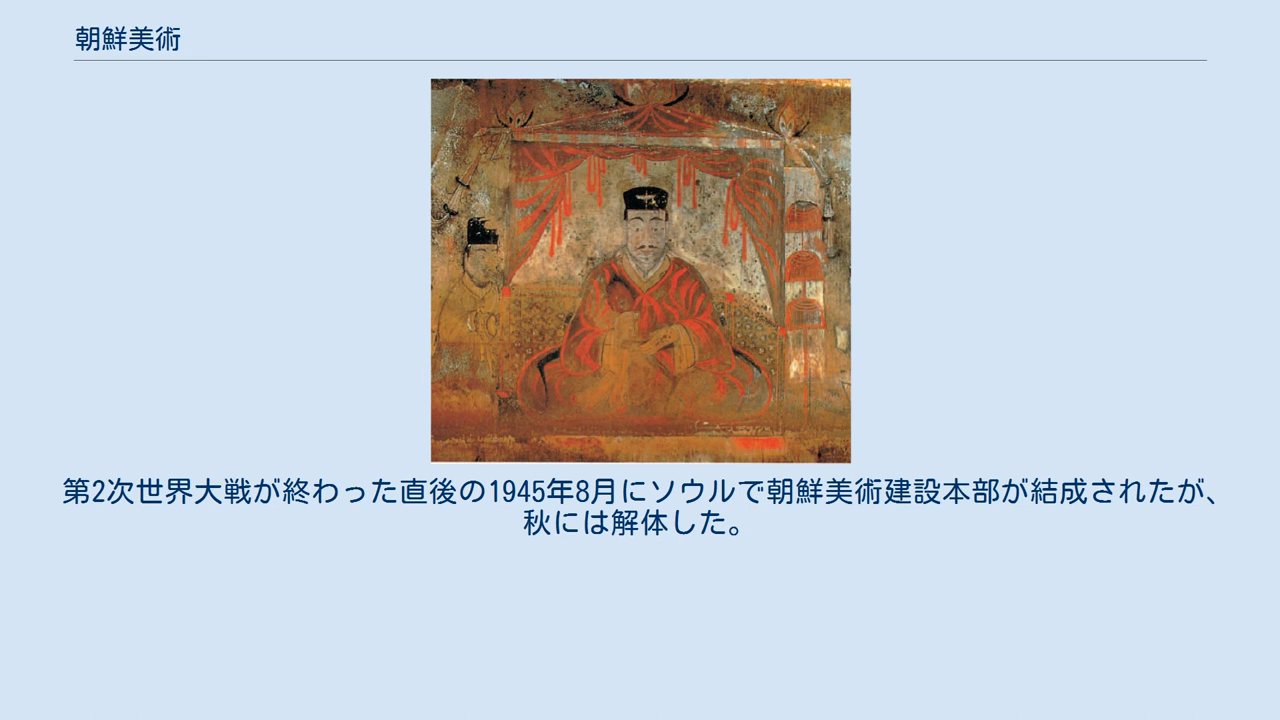 朝鮮美術
第2次世界大戦が終わった直後の1945年8月にソウルで朝鮮美術建設本部が結成されたが、
秋には解体した。